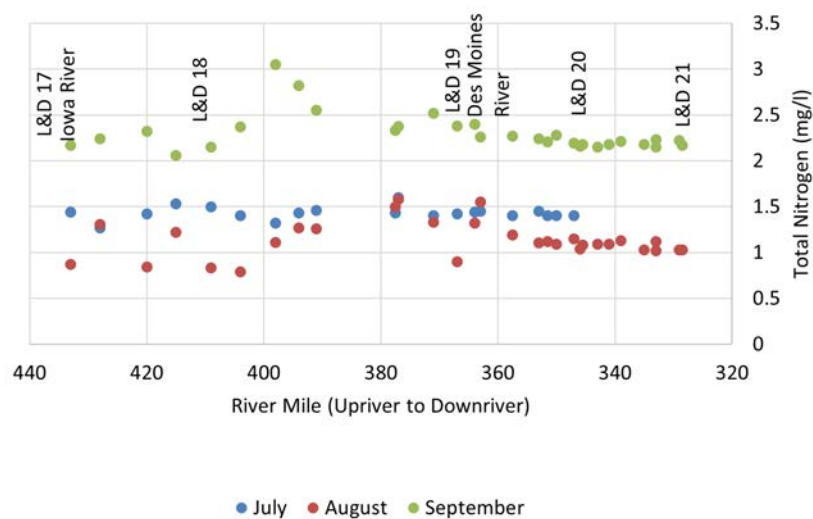 L&D 17
Iowa River
L&D 18
L&D 19
Des Moines
River
L&D 20
L&D 21
3.5
3
2.5
2
1.5
1
0.5
0
Total Nitrogen (mg/l)
440 420 400 380 360 340 320
River Mile (Upriver to Downriver)
July August September